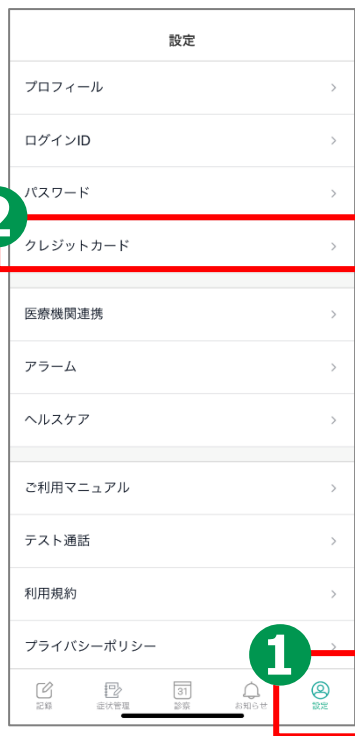 設定
プロフィール
ログインID
パスワード
2
クレジットカード
医療機関連携
アラーム
ヘルスケア
ご利用マニュアル
テスト通話
利用規約
プライバシーポリシー
1
31
記録 症状管理 診察 お知らせ 設定